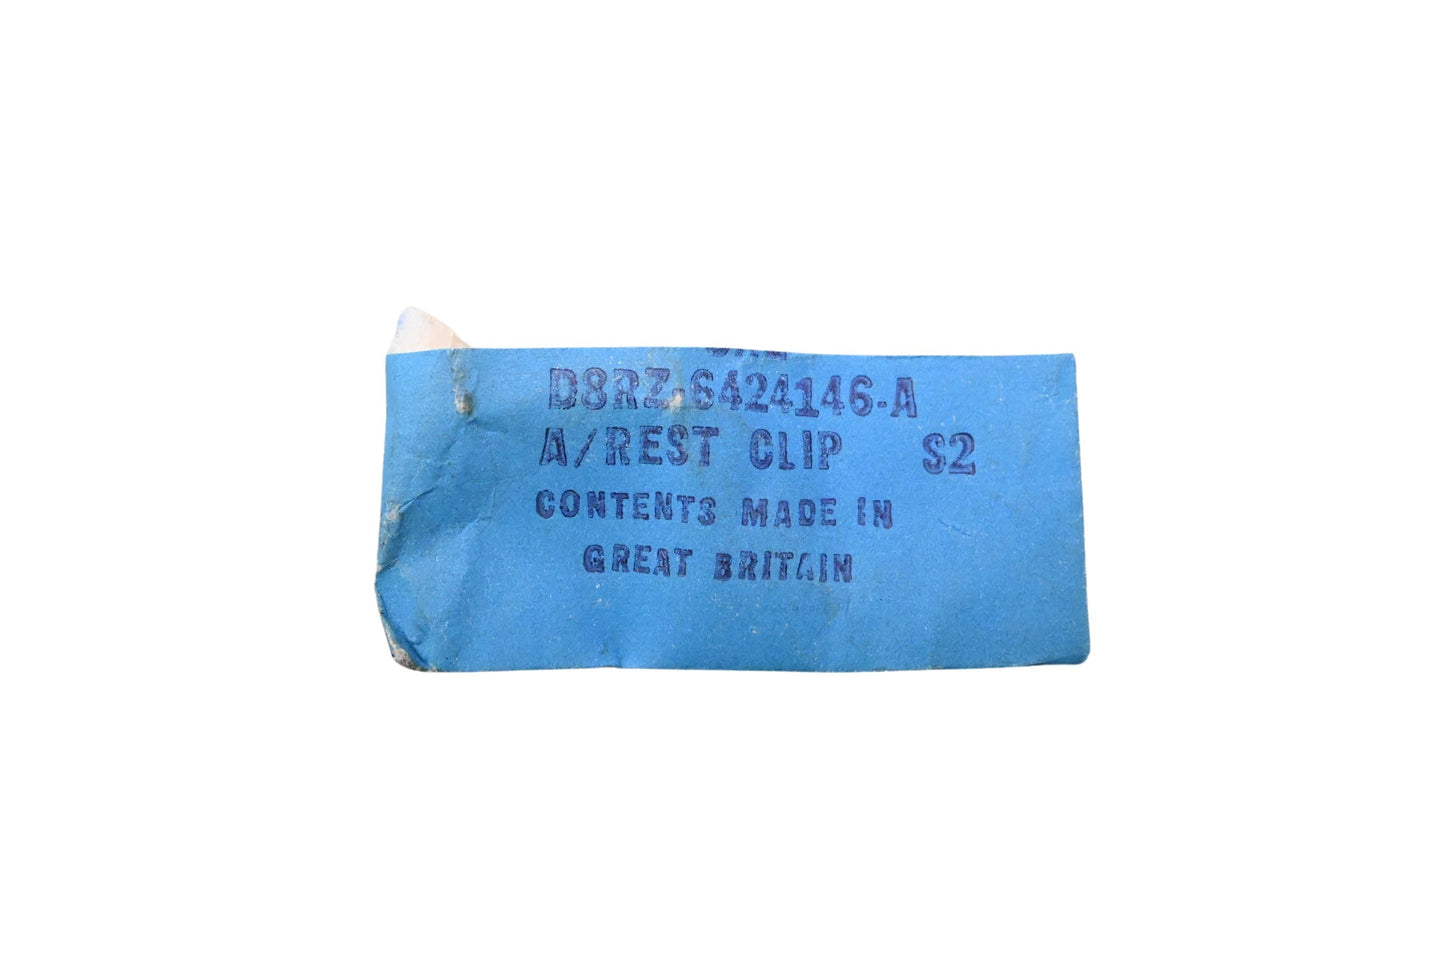 D8RZ-6424146-A
A/REST CLIP S2
CONTENTS MADE IN
GREAT BRITAIN